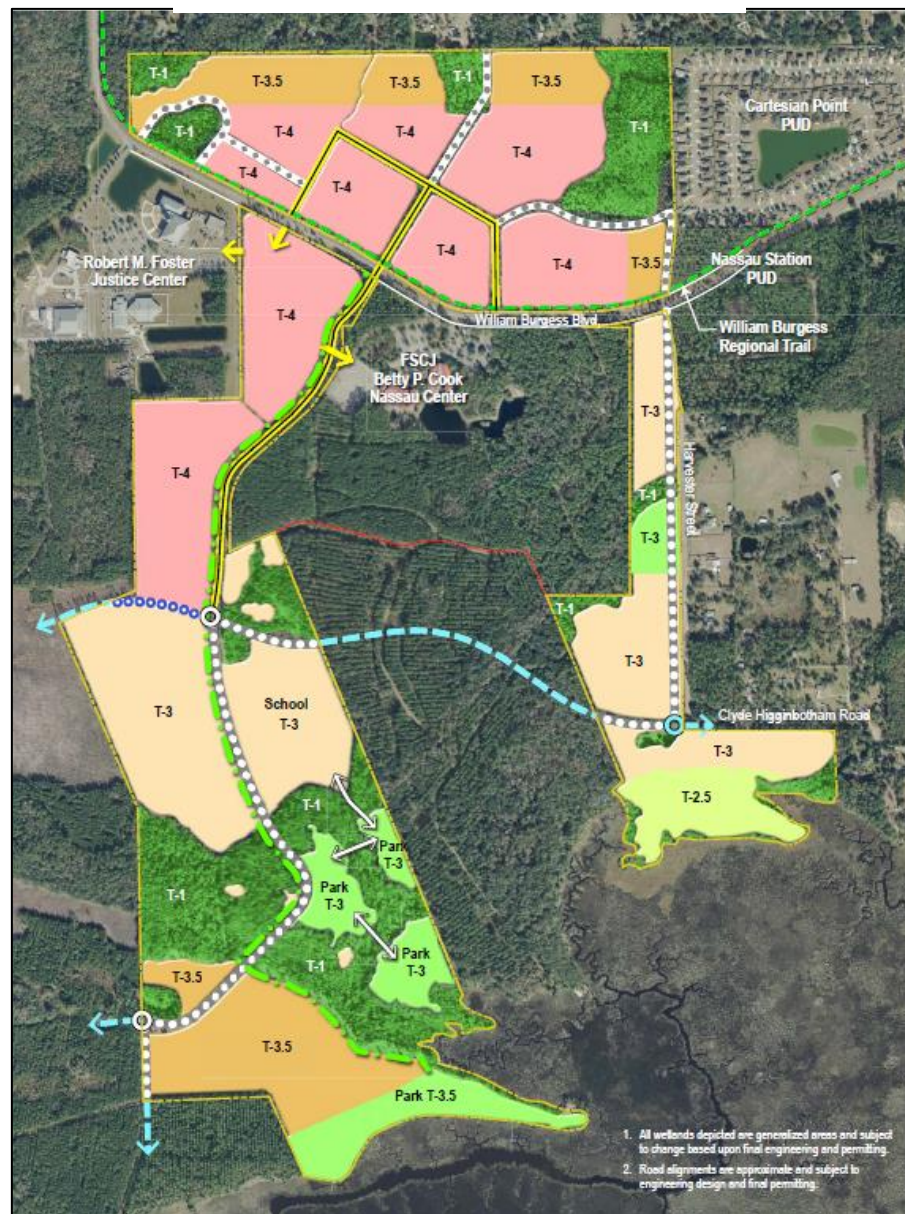 T-1
T-3.5
T-3.5
T-1
T-3.5
T-1
Cartesian Point
PUD
T-1
T-4
T-4
T-4
T-4
T-4
T-4
T-4
T-3.5
Robert M. Foster
Justice Center
Nassau Station
PUD
T-4
William Burgess Blvd
William Burgess
Regional Trail
FSCJ
Betty P. Cook
Nassau Center
T-3
Harvester Street
T-4
T-1
T-3
T-1
T-3
School
T-3
T-3
Clyde Higginbotham Road
T-3
T-2.5
T-1
Park
T-3
Park
T-3
T-1
T-1
Park
T-3
T-3.5
T-3.5
Park T-3.5
1. All wetlands depicted are generalized areas and subject
to change based upon final engineering and permitting.
2. Road alignments are approximate and subject to
engineering design and final permitting.